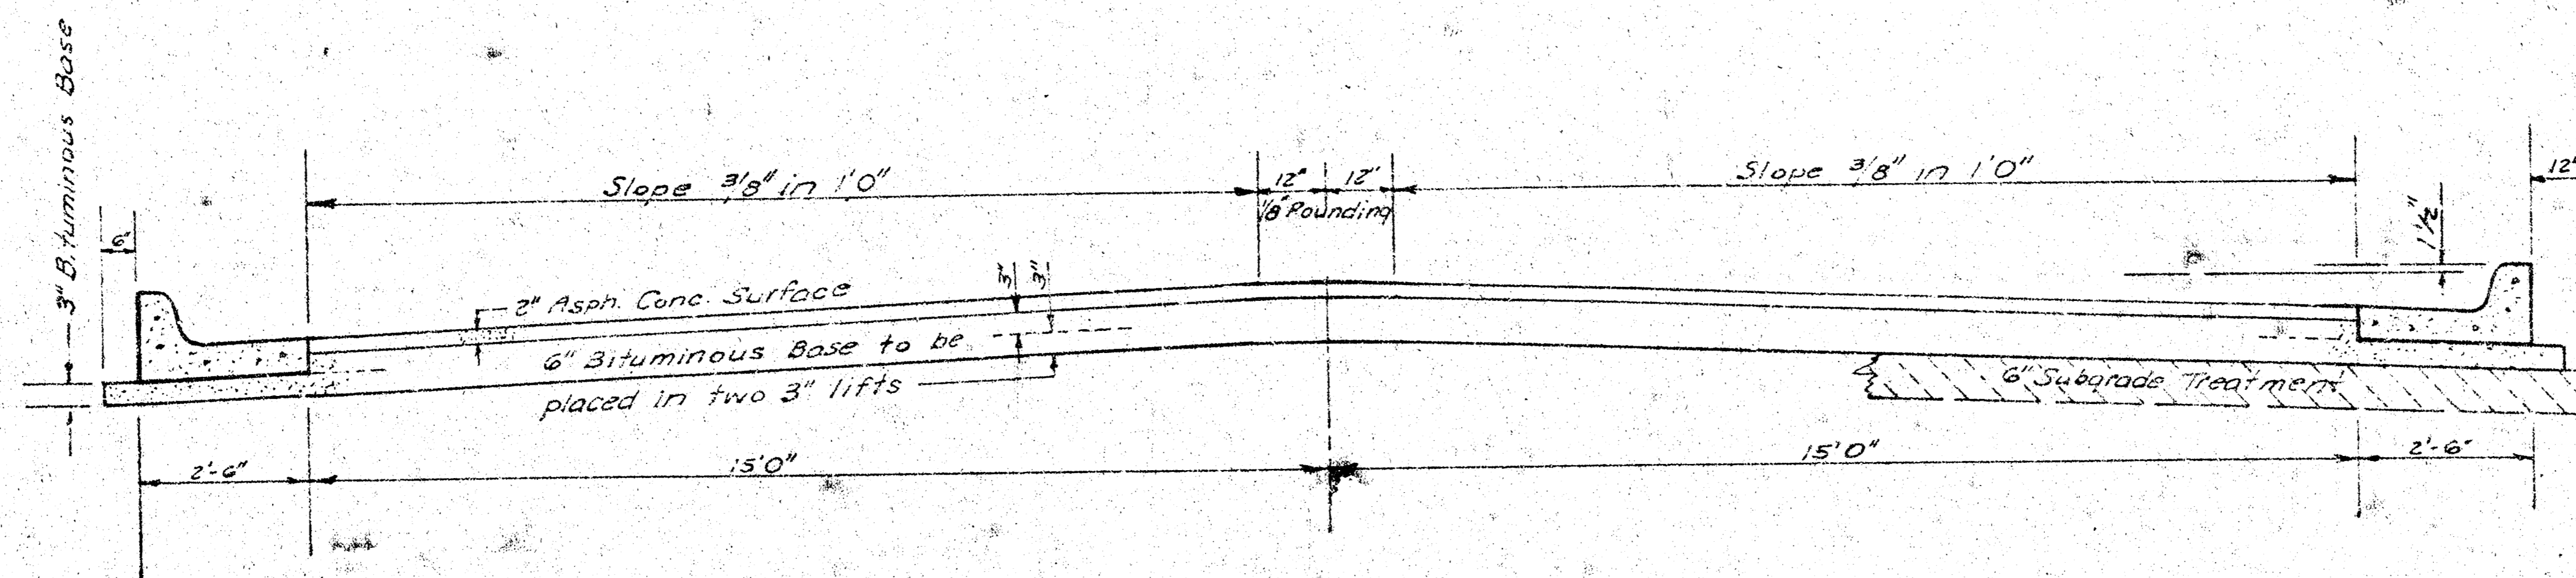 3" Bituminous Base
6"
Slope 3/8" in 1'0"
12" 12"
1/8" Rounding
Slope 3/8" in 1'0"
1 1/2"
12"
2" Asph. Conc. Surface
3" 3"
6" Bituminous Base to be
placed in two 3" lifts
6" Subgrade Treatment
2'-6"
15'0"
15'0"
2'-6"